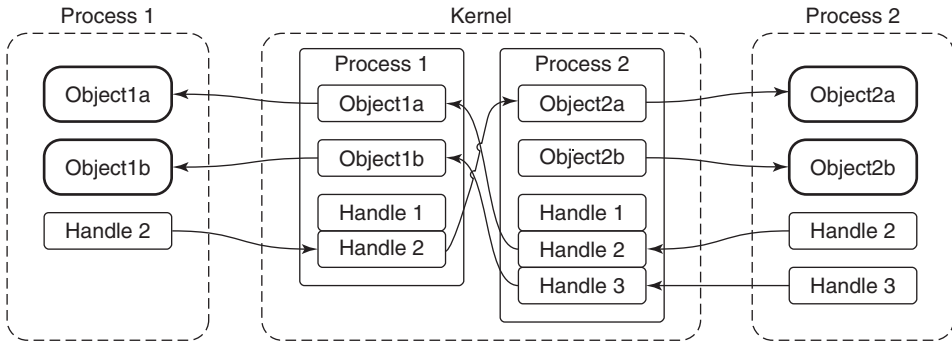 Process 1
Kernel
Process 2
Process 1
Process 2
Object1a
Object1a
Object2a
Object2a
Object1b
Object1b
Object2b
Object2b
Handle 1
Handle 1
Handle 2
Handle 2
Handle 2
Handle 2
Handle 3
Handle 3